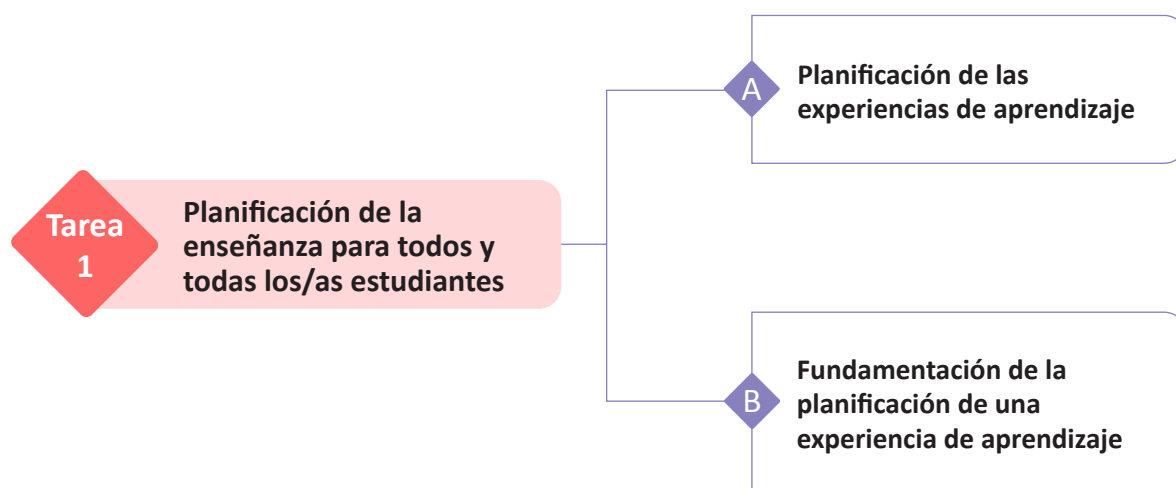 Tarea
1
Planificación de la
enseñanza para todos y
todas los/as estudiantes
A
Planificación de las
experiencias de aprendizaje
B
Fundamentación de la
planificación de una
experiencia de aprendizaje